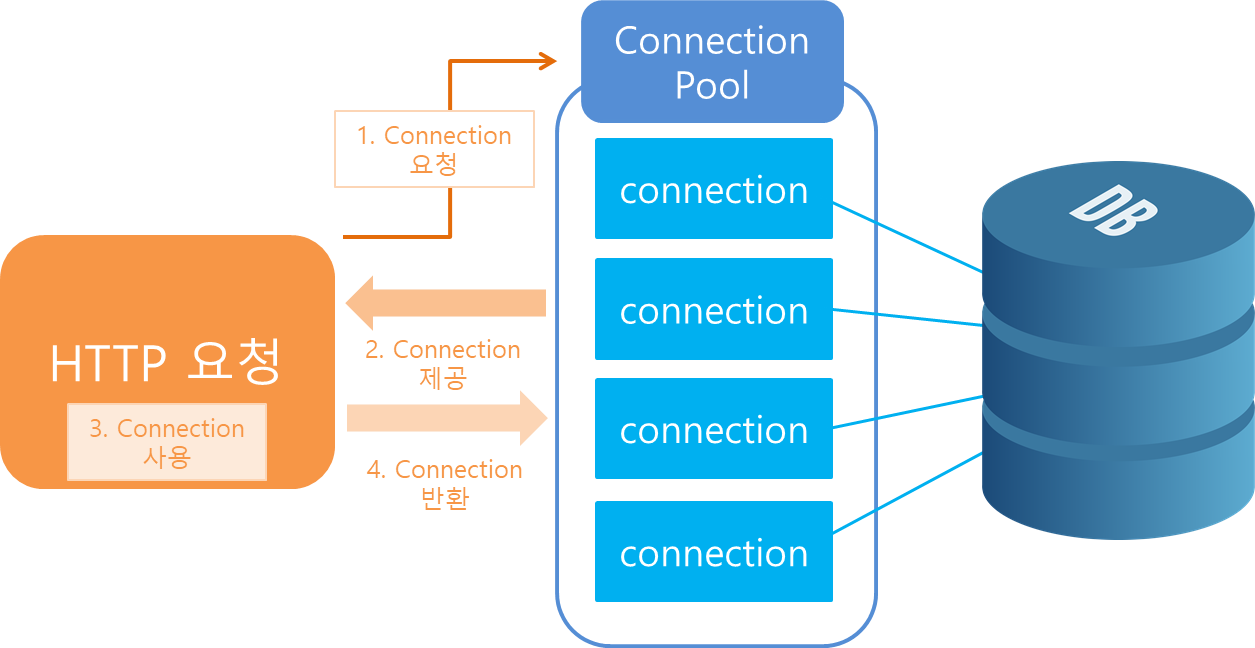 Connection
Pool
1. Connection
요청
connection
DB
connection
HTTP 요청
2. Connection
제공
3. Connection
사용
connection
4. Connection
반환
connection